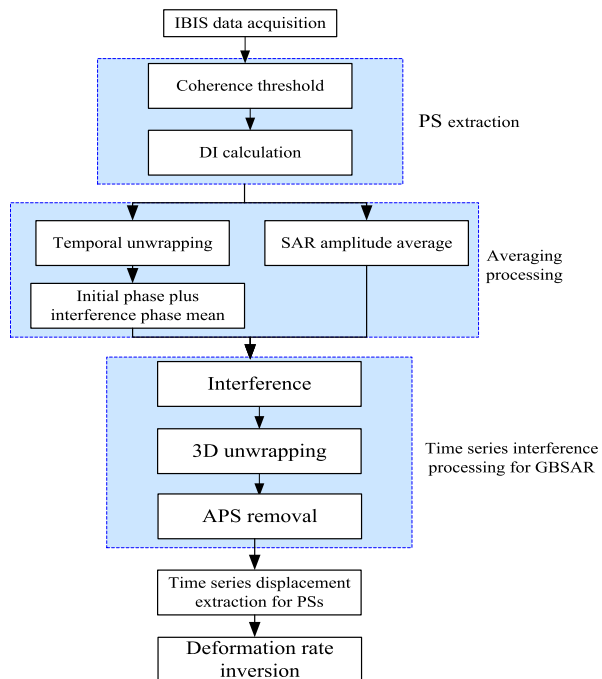 IBIS data acquisition
Coherence threshold
DI calculation
PS extraction
Temporal unwrapping
SAR amplitude average
Initial phase plus
interference phase mean
Averaging
processing
Interference
3D unwrapping
APS removal
Time series interference
processing for GBSAR
Time series displacement
extraction for PSs
Deformation rate
inversion